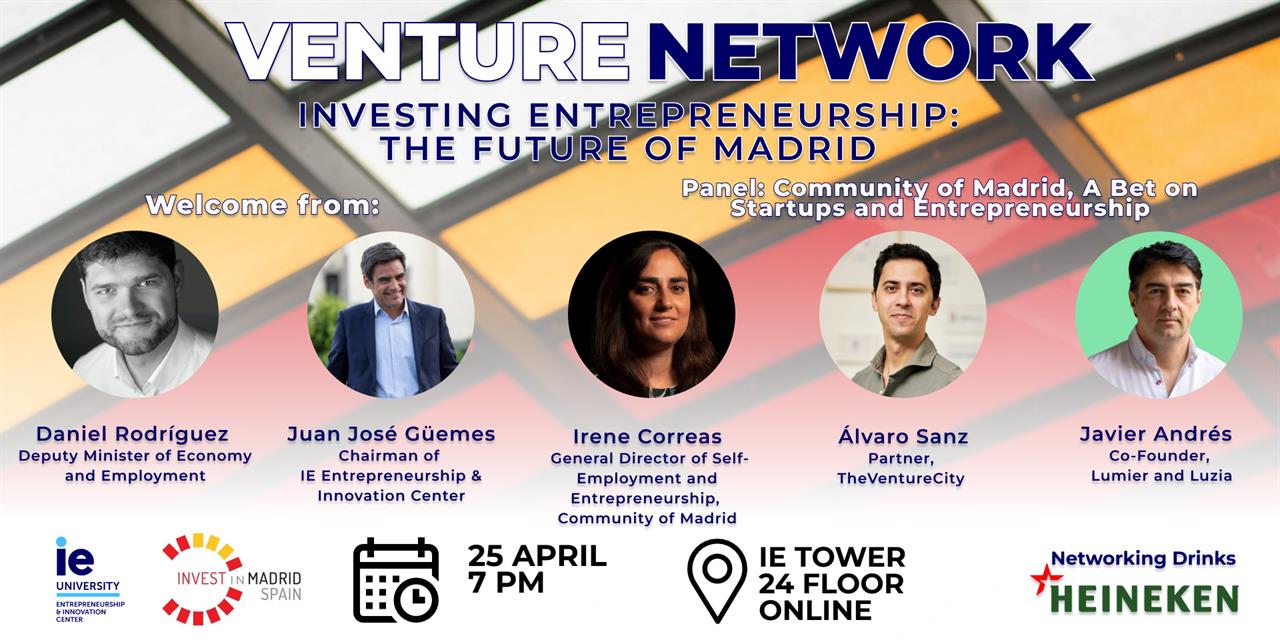 VENTURE NETWORK
INVESTING ENTREPRENEURSHIP:
THE FUTURE OF MADRID
Welcome from:
Panel: Community of Madrid, A Bet on
Startups and Entrepreneurship
Daniel Rodríguez
Deputy Minister of Economy
and Employment
Juan José Güemes
Chairman of
IE Entrepreneurship &
Innovation Center
Irene Correas
General Director of Self-
Employment and
Entrepreneurship,
Community of Madrid
Álvaro Sanz
Partner,
TheVentureCity
Javier Andrés
Co-Founder,
Lumier and Luzia
ie
UNIVERSITY
ENTREPRENEURSHIP
& INNOVATION
CENTER
INVEST IN MADRID
SPAIN
25 APRIL
7 PM
IE TOWER
24 FLOOR
ONLINE
Networking Drinks
HEINEKEN